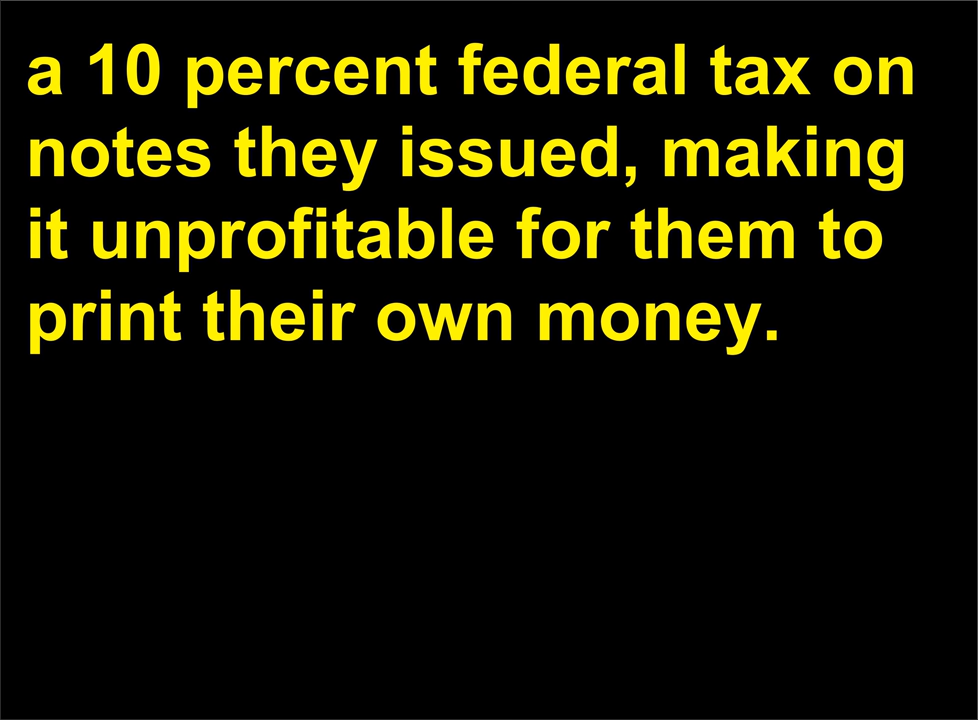 a 10 percent federal tax on
notes they issued, making
it unprofitable for them to
print their own money.